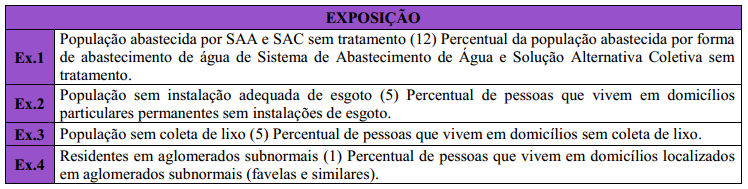 EXPOSIÇÃO
Ex.1 População abastecida por SAA e SAC sem tratamento (12) Percentual da população abastecida por forma
de abastecimento de água de Sistema de Abastecimento de Água e Solução Alternativa Coletiva sem
tratamento.
Ex.2 População sem instalação adequada de esgoto (5) Percentual de pessoas que vivem em domicílios
particulares permanentes sem instalações de esgoto.
Ex.3 População sem coleta de lixo (5) Percentual de pessoas que vivem em domicílios sem coleta de lixo.
Ex.4 Residentes em aglomerados subnormais (1) Percentual de pessoas que vivem em domicílios localizados
em aglomerados subnormais (favelas e similares).